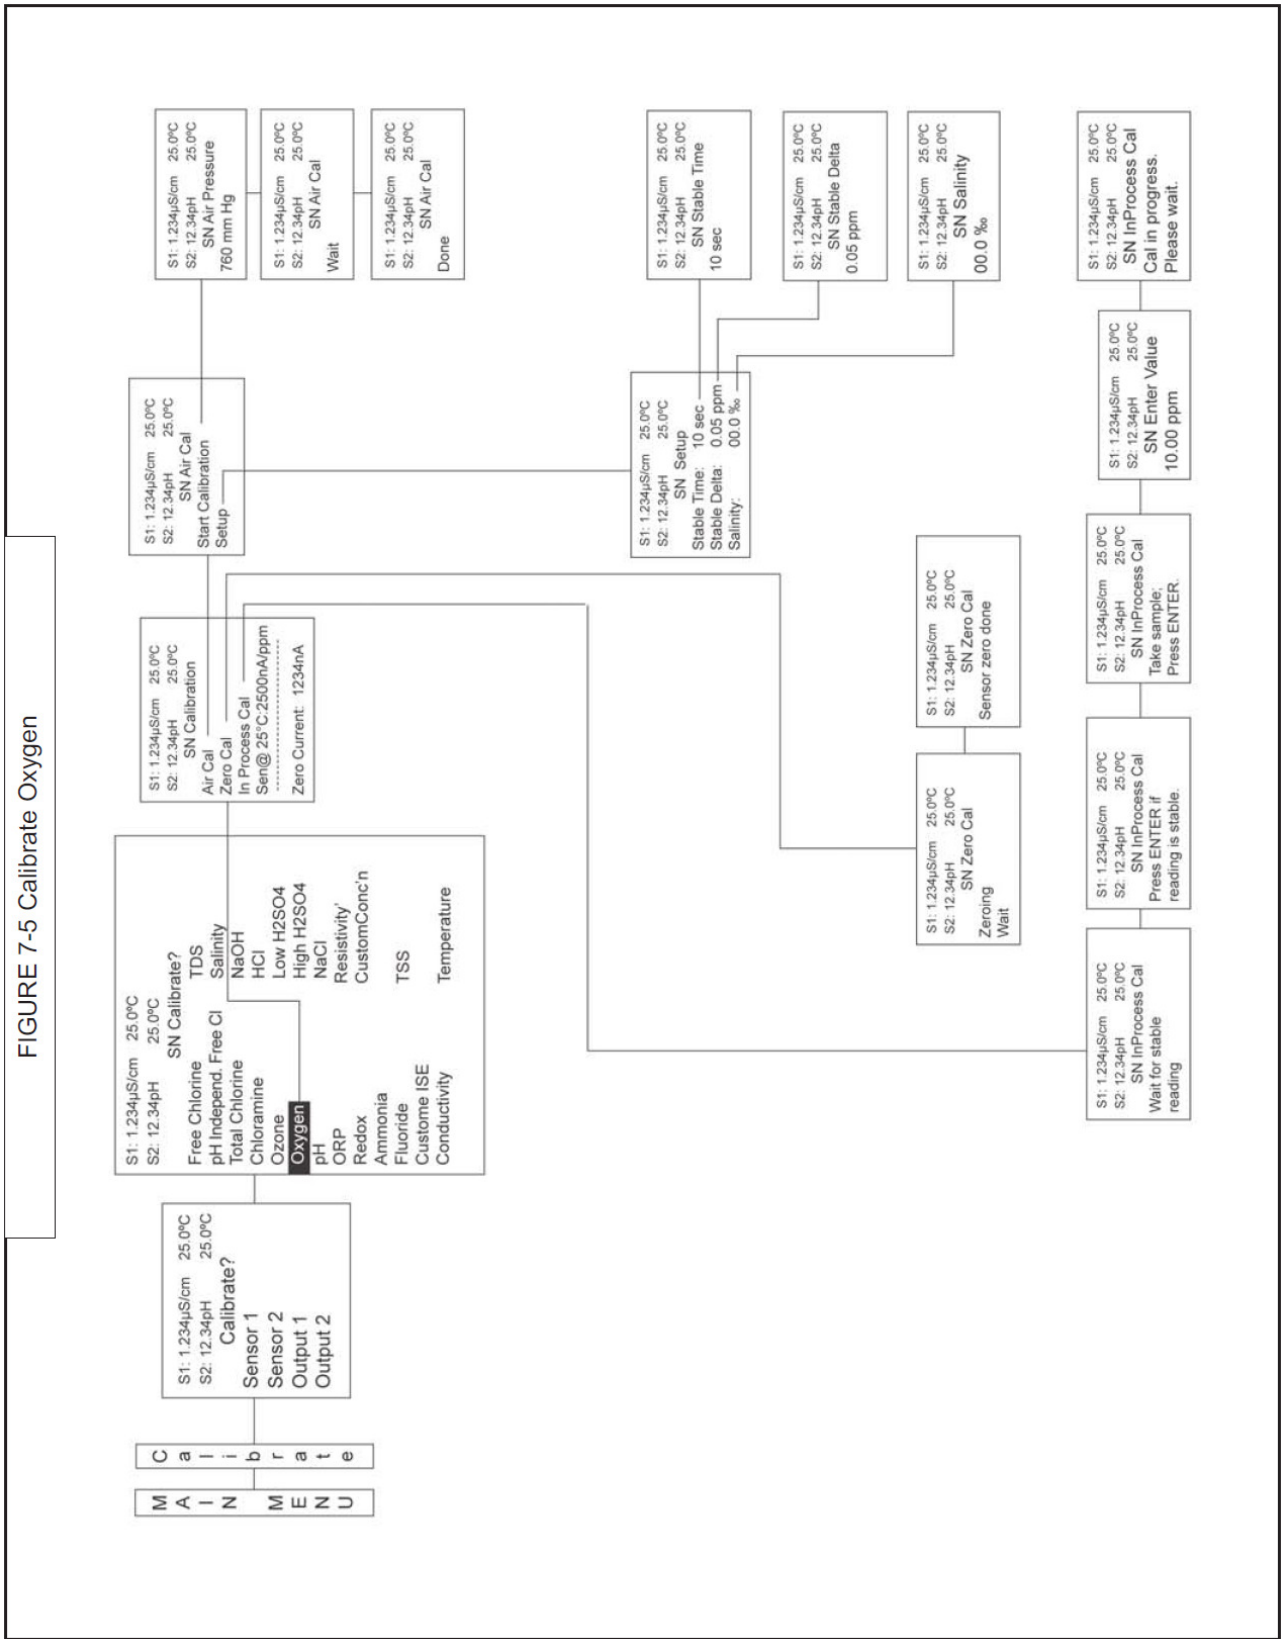 FIGURE 7-5 Calibrate Oxygen
MAIN MENU
Calibrate
S1: 1.234µS/cm 25.0ºC
S2: 12.34pH 25.0ºC
Calibrate?
Sensor 1
Sensor 2
Output 1
Output 2
S1: 1.234µS/cm 25.0ºC
S2: 12.34pH 25.0ºC
SN Calibrate?
Free Chlorine TDS
pH Independ. Free Cl Salinity
Total Chlorine NaOH
Chloramine HCl
Ozone Low H2SO4
Oxygen High H2SO4
pH NaCl
ORP Resistivity'
Redox CustomConc'n
Ammonia
Fluoride TSS
Custome ISE
Conductivity Temperature
S1: 1.234µS/cm 25.0ºC
S2: 12.34pH 25.0ºC
SN Calibration
Air Cal
Zero Cal
In Process Cal
Sen@ 25°C:2500nA/ppm
--------------------------
Zero Current: 1234nA
S1: 1.234µS/cm 25.0ºC
S2: 12.34pH 25.0ºC
SN Air Cal
Start Calibration
Setup
S1: 1.234µS/cm 25.0ºC
S2: 12.34pH 25.0ºC
SN Air Pressure
760 mm Hg
S1: 1.234µS/cm 25.0ºC
S2: 12.34pH 25.0ºC
SN Air Cal
Wait
S1: 1.234µS/cm 25.0ºC
S2: 12.34pH 25.0ºC
SN Air Cal
Done
S1: 1.234µS/cm 25.0ºC
S2: 12.34pH 25.0ºC
SN Setup
Stable Time: 10 sec
Stable Delta: 0.05 ppm
Salinity: 00.0 ‰
S1: 1.234µS/cm 25.0ºC
S2: 12.34pH 25.0ºC
SN Stable Time
10 sec
S1: 1.234µS/cm 25.0ºC
S2: 12.34pH 25.0ºC
SN Stable Delta
0.05 ppm
S1: 1.234µS/cm 25.0ºC
S2: 12.34pH 25.0ºC
SN Salinity
00.0 ‰
S1: 1.234µS/cm 25.0ºC
S2: 12.34pH 25.0ºC
SN Zero Cal
Zeroing
Wait
S1: 1.234µS/cm 25.0ºC
S2: 12.34pH 25.0ºC
SN Zero Cal
Sensor zero done
S1: 1.234µS/cm 25.0ºC
S2: 12.34pH 25.0ºC
SN InProcess Cal
Wait for stable
reading
S1: 1.234µS/cm 25.0ºC
S2: 12.34pH 25.0ºC
SN InProcess Cal
Press ENTER if
reading is stable.
S1: 1.234µS/cm 25.0ºC
S2: 12.34pH 25.0ºC
SN InProcess Cal
Take sample;
Press ENTER.
S1: 1.234µS/cm 25.0ºC
S2: 12.34pH 25.0ºC
SN Enter Value
10.00 ppm
S1: 1.234µS/cm 25.0ºC
S2: 12.34pH 25.0ºC
SN InProcess Cal
Cal in progress.
Please wait.